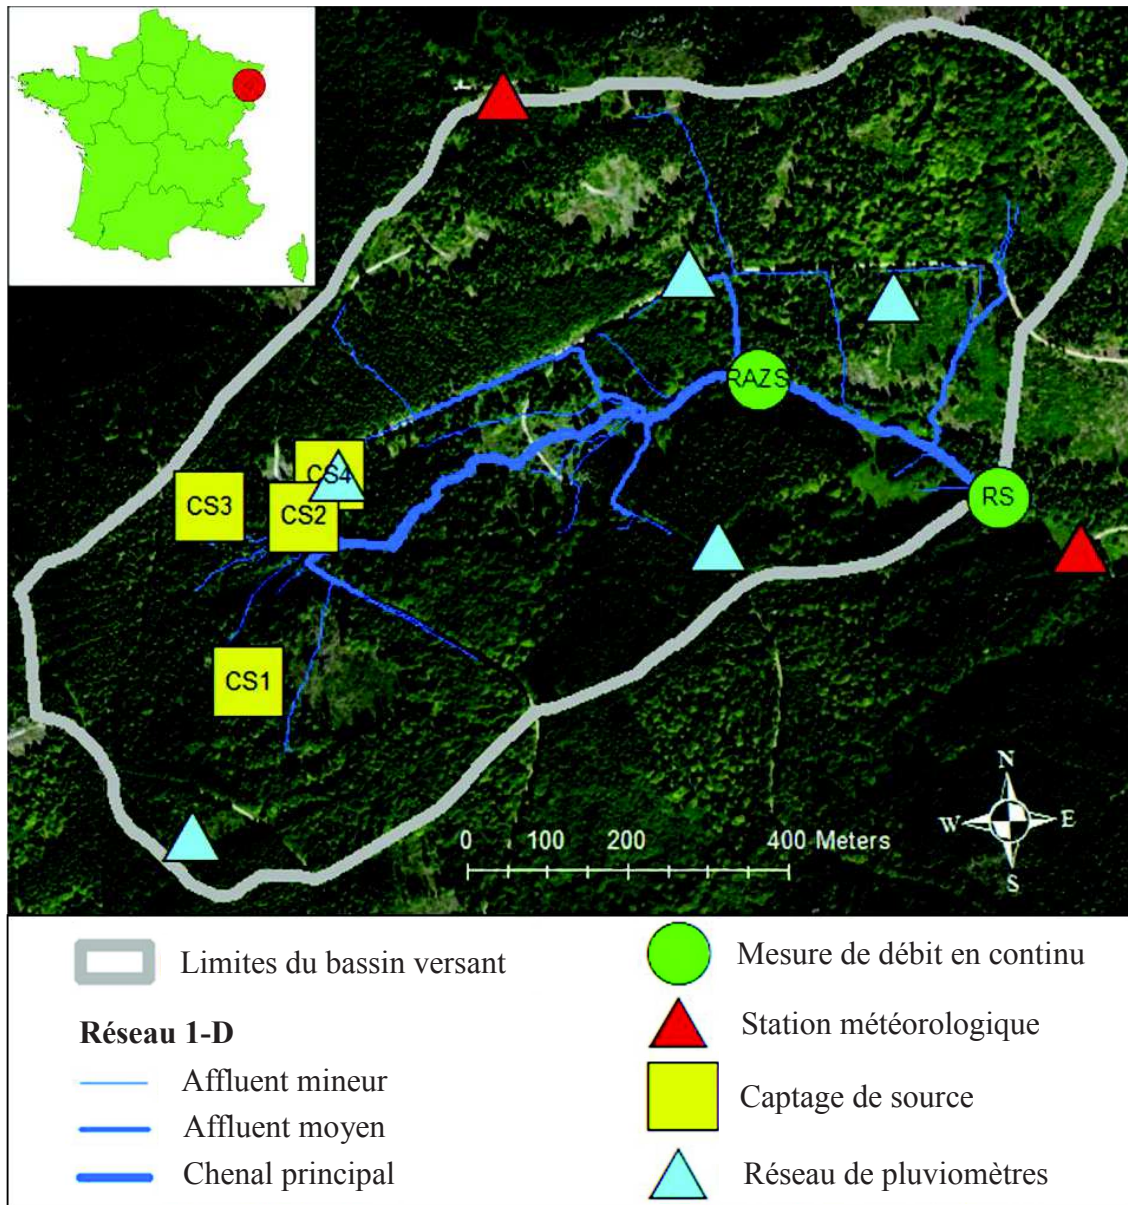 RAZS
RS
CS4
CS3
CS2
CS1
N
W E
S
0 100 200 400 Meters
Limites du bassin versant
Réseau 1-D
Affluent mineur
Affluent moyen
Chenal principal
Mesure de débit en continu
Station météorologique
Captage de source
Réseau de pluviomètres